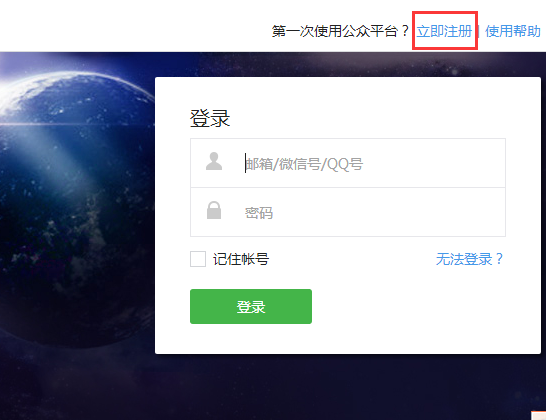 第一次使用公众平台？立即注册 | 使用帮助
登录
邮箱/微信号/QQ号
密码
记住帐号 无法登录？
登录